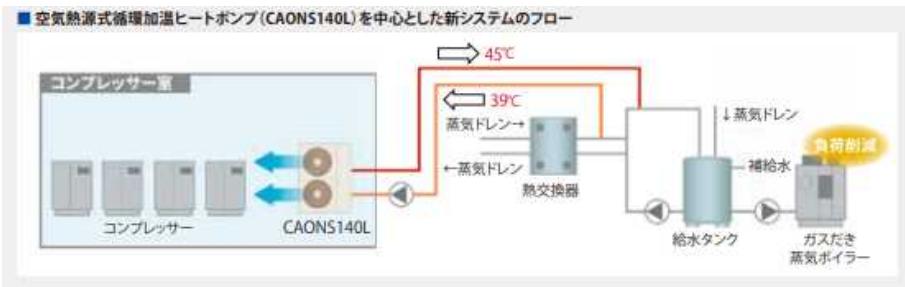 ■ 空気熱源式循環加温ヒートポンプ（CAONS140L）を中心とした新システムのフロー
45℃
コンプレッサー室
39℃
蒸気ドレン→
↓蒸気ドレン
負荷削減
←蒸気ドレン
補給水
熱交換器
コンプレッサー
CAONS140L
給水タンク
ガスだき
蒸気ボイラー